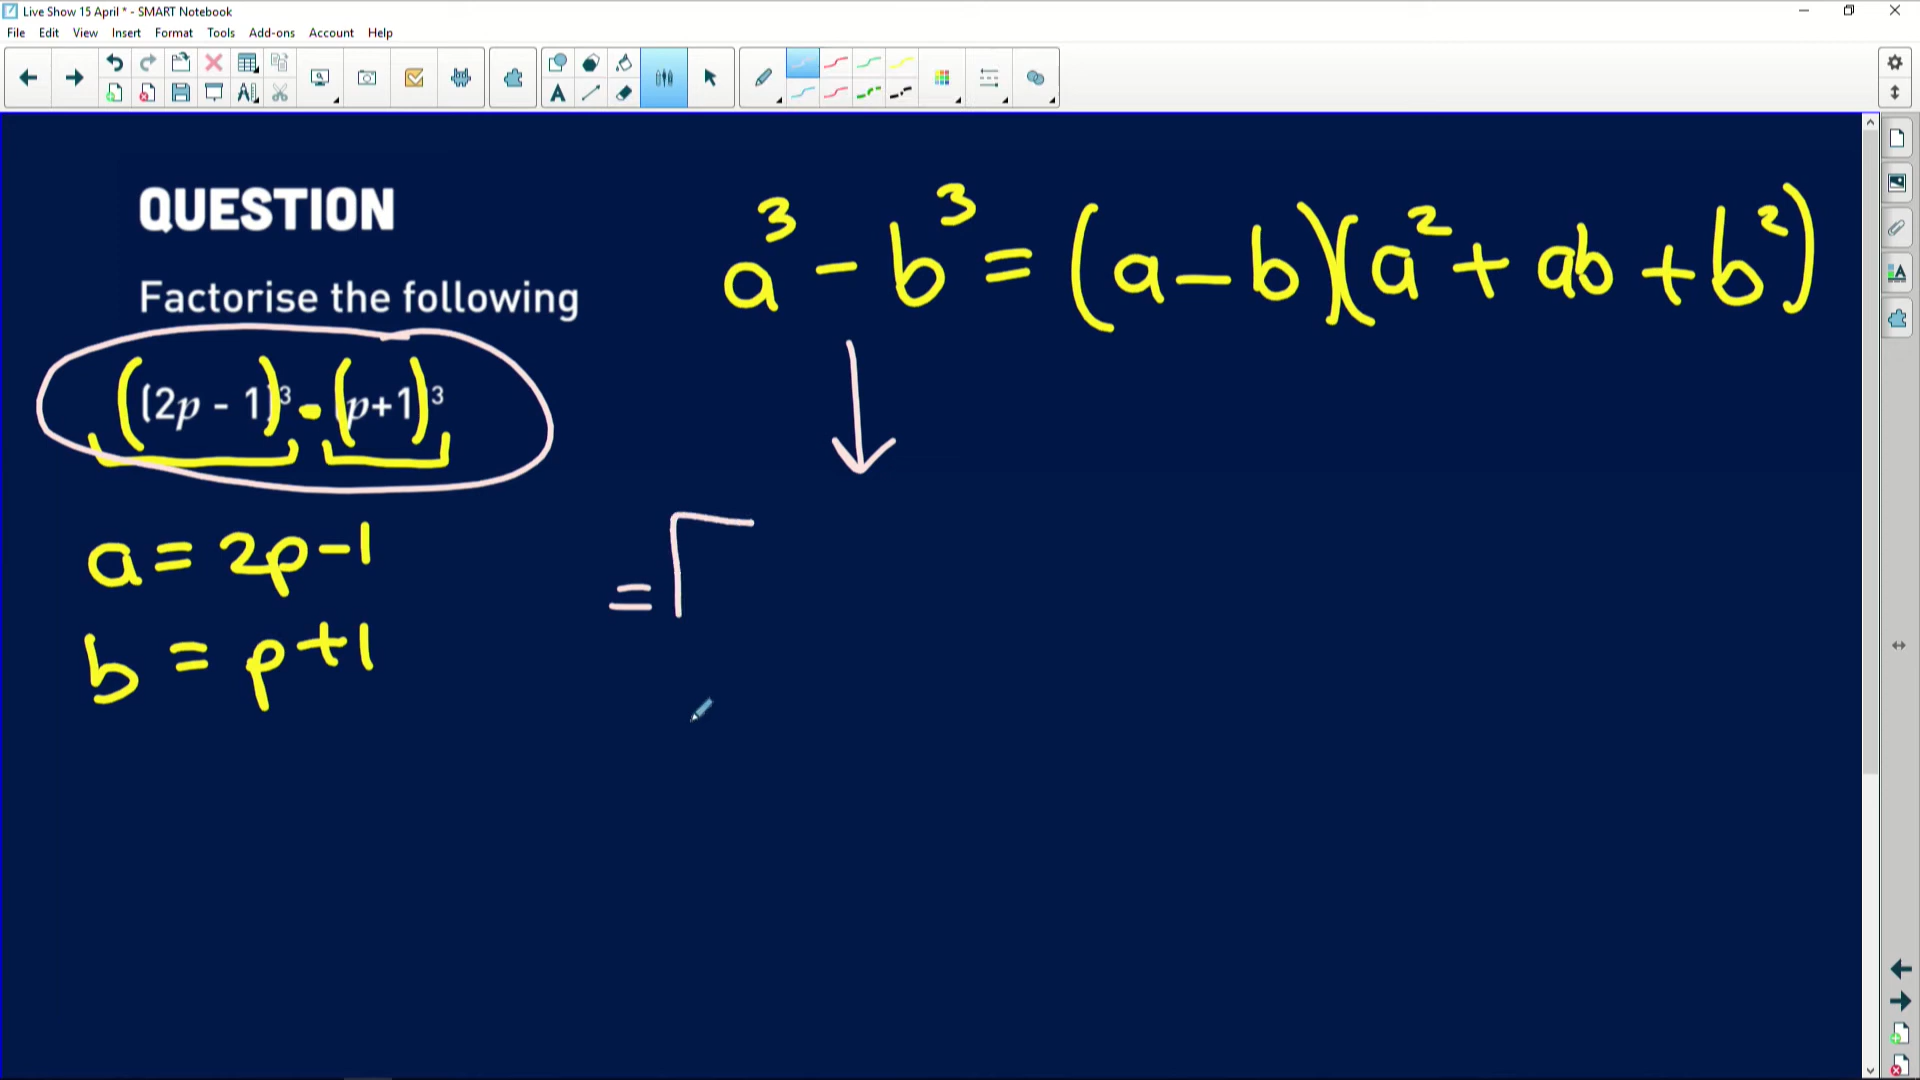 Live Show 15 April * - SMART Notebook
File Edit View Insert Format Tools Add-ons Account Help
QUESTION
Factorise the following
((2p - 1))³ - (p+1)³
a = 2p-1
b = p+1
a³ - b³ = (a-b)(a² + ab + b²)
= [